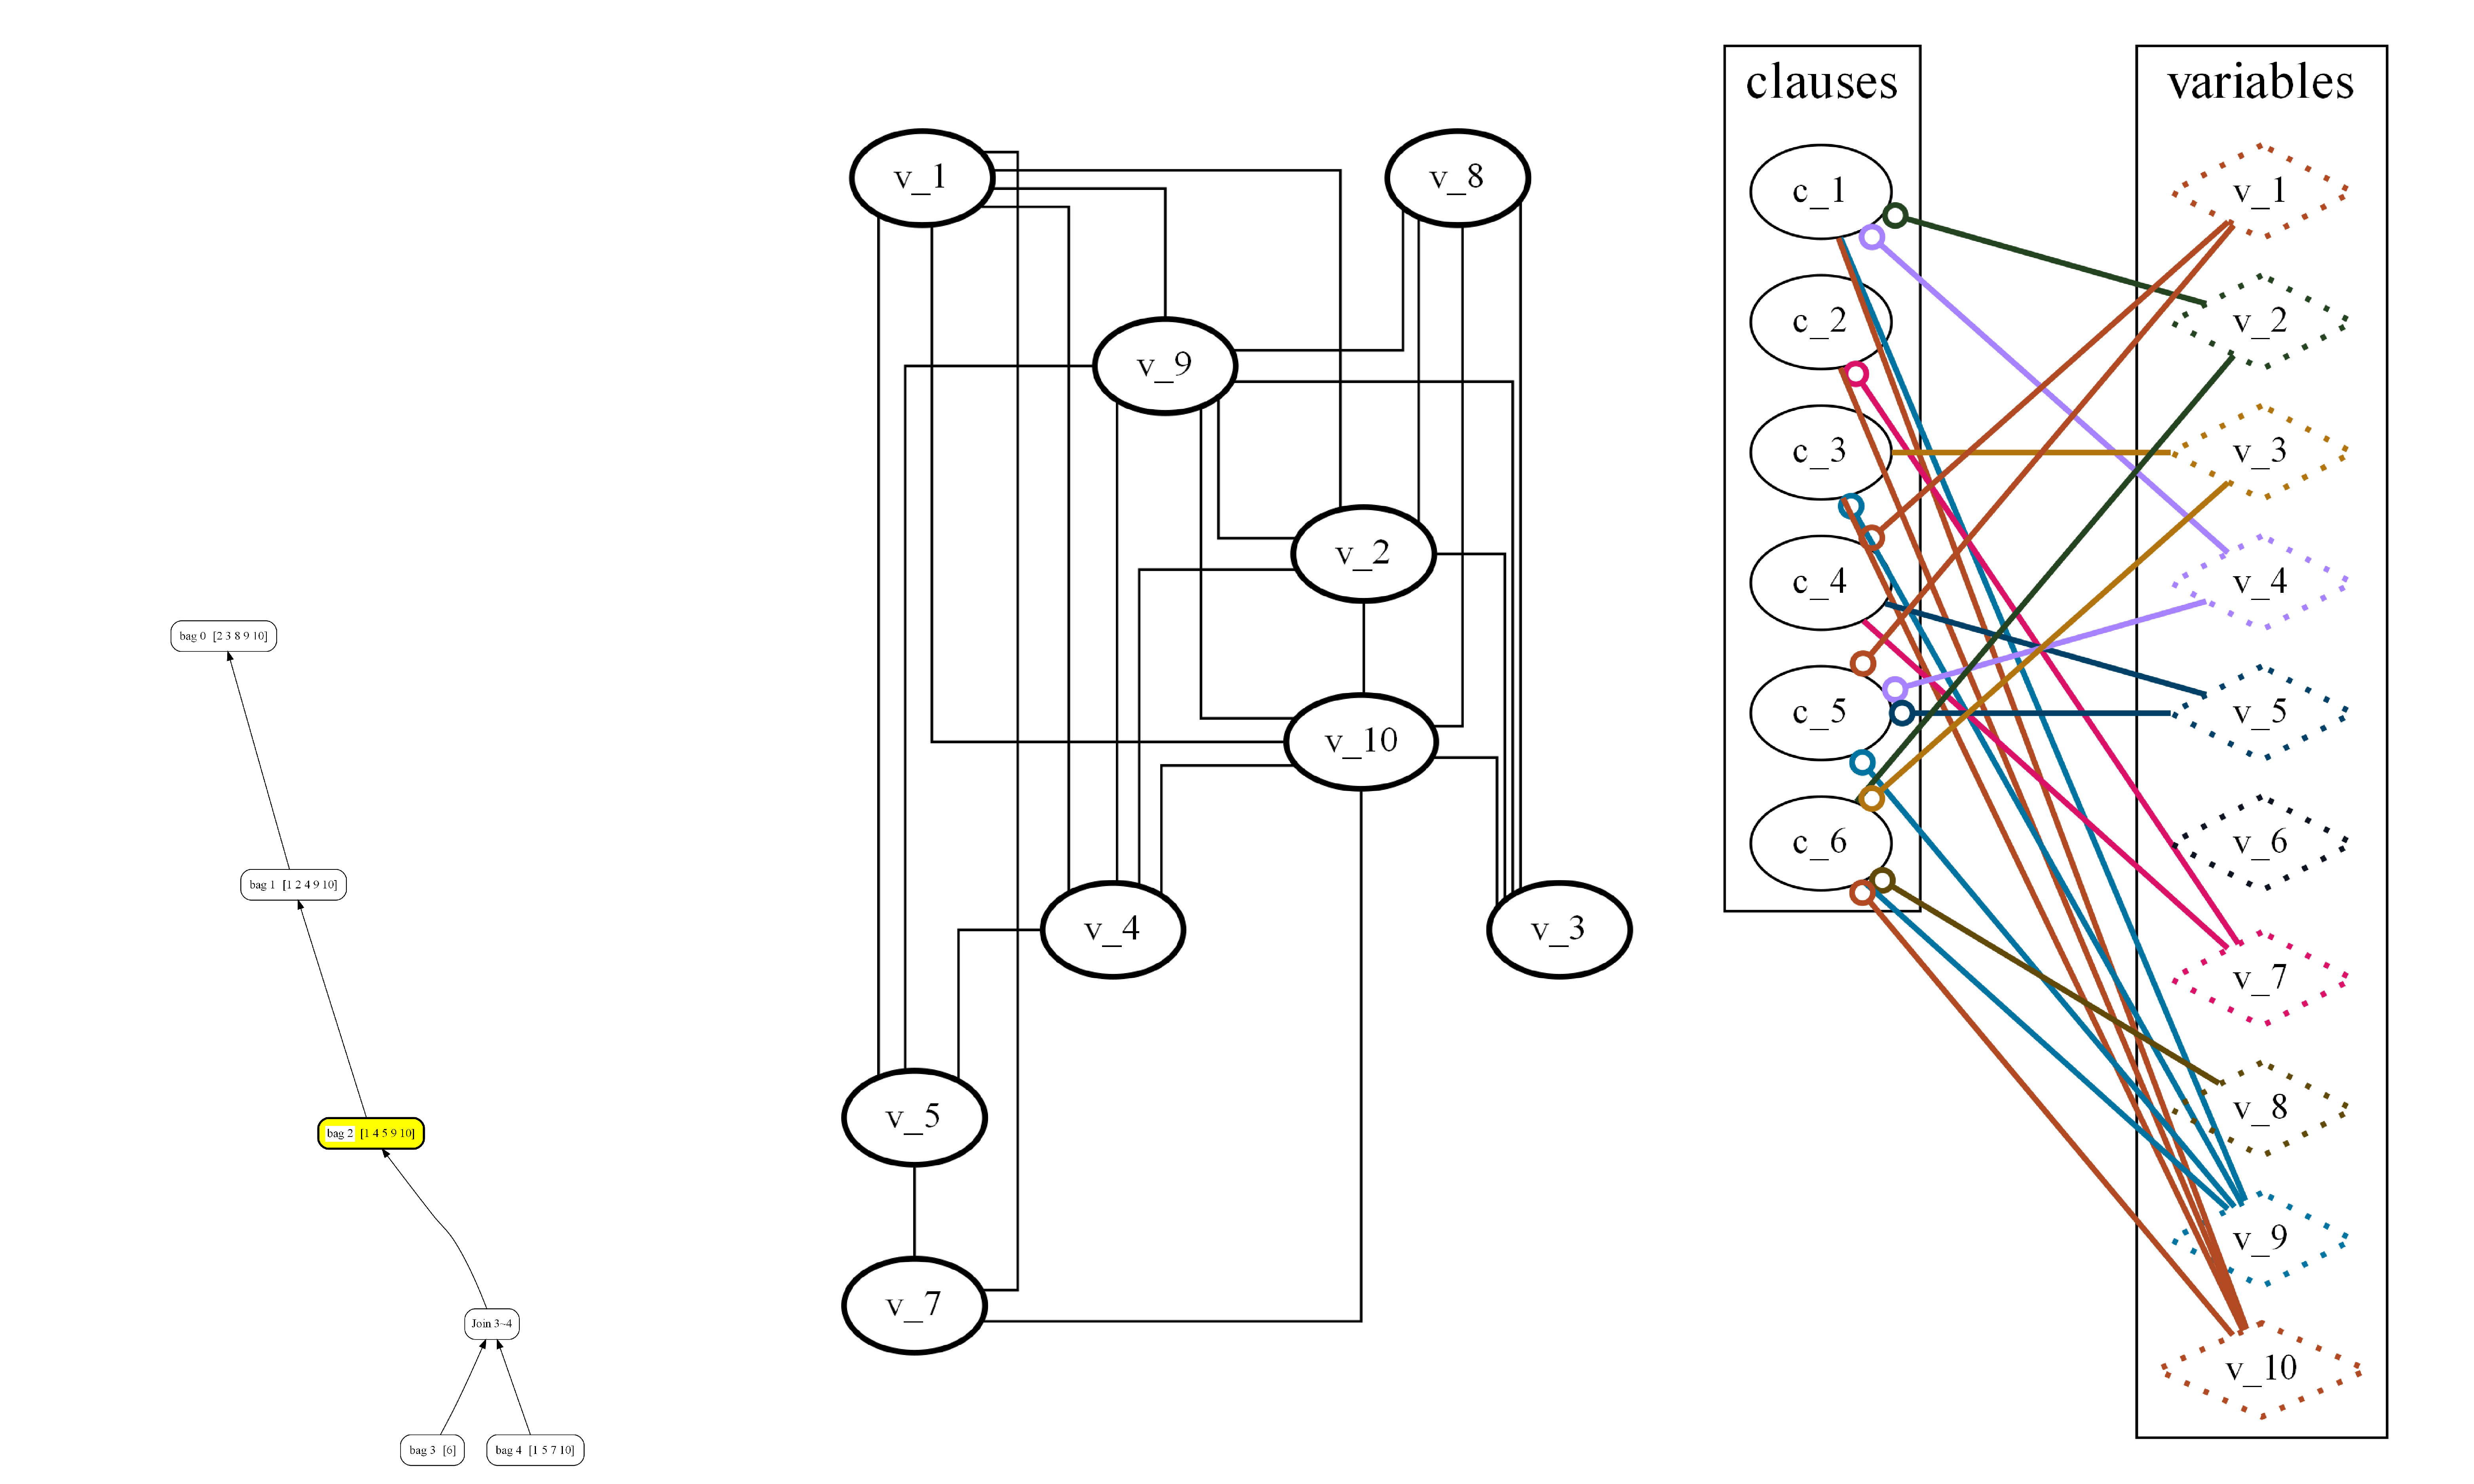 bag 0 [2 3 8 9 10]
bag 1 [1 2 4 9 10]
bag 2 [1 4 5 9 10]
Join 3~4
bag 3 [6]
bag 4 [1 5 7 10]
v_1
v_8
v_9
v_2
v_10
v_4
v_3
v_5
v_7
clauses
c_1
c_2
c_3
c_4
c_5
c_6
variables
v_1
v_2
v_3
v_4
v_5
v_6
v_7
v_8
v_9
v_10